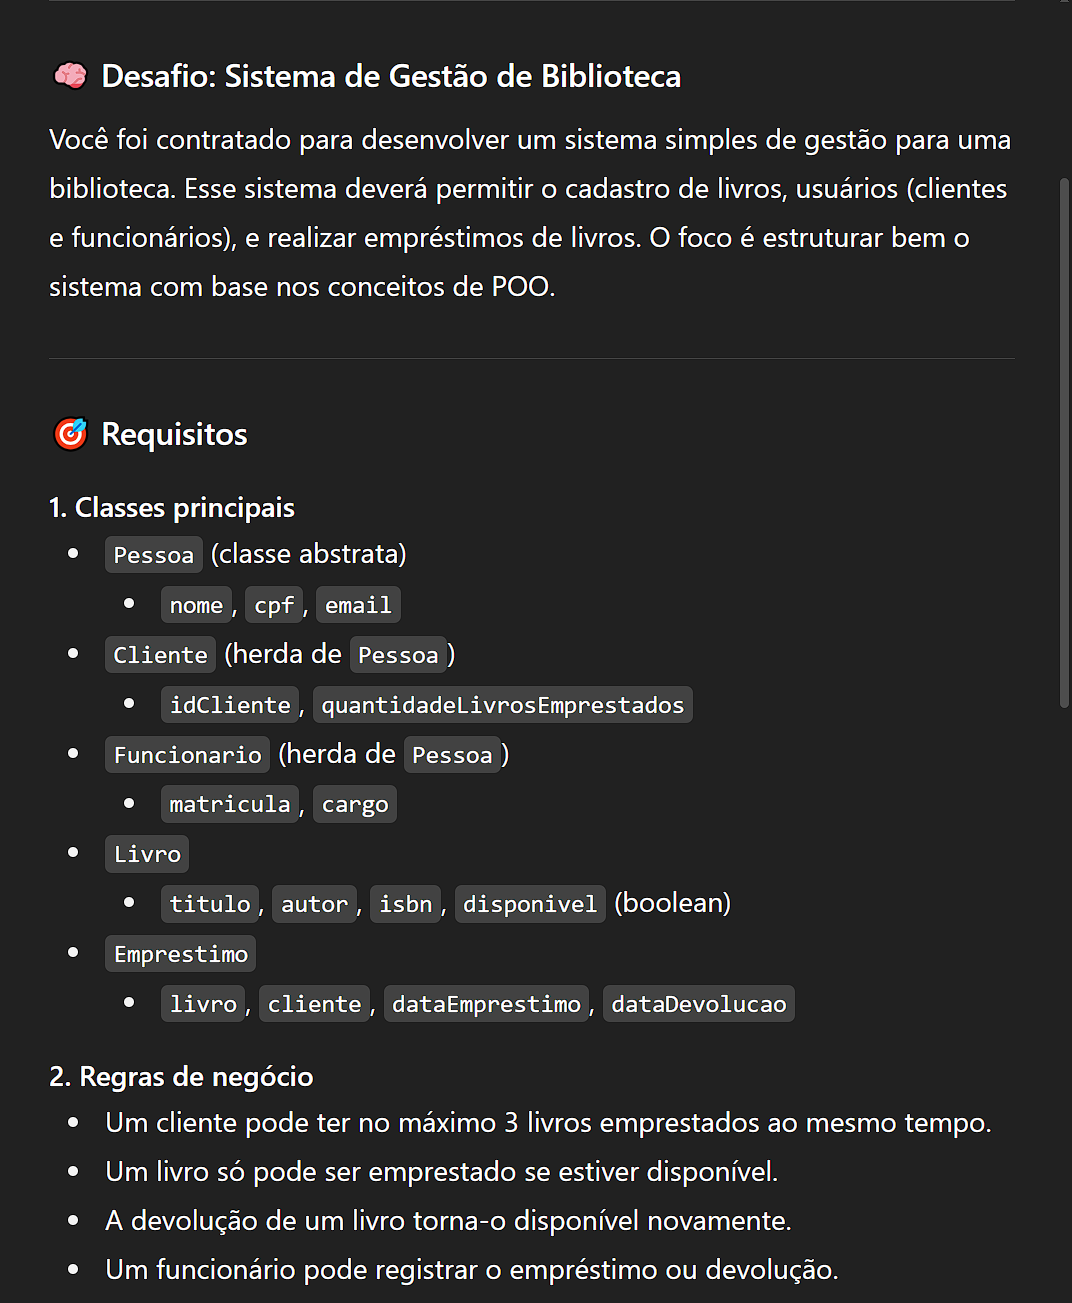 🧠 Desafio: Sistema de Gestão de Biblioteca
Você foi contratado para desenvolver um sistema simples de gestão para uma
biblioteca. Esse sistema deverá permitir o cadastro de livros, usuários (clientes
e funcionários), e realizar empréstimos de livros. O foco é estruturar bem o
sistema com base nos conceitos de POO.
🎯 Requisitos
1. Classes principais
• Pessoa (classe abstrata)
• nome, cpf, email
• Cliente (herda de Pessoa)
• idCliente, quantidadeLivrosEmprestados
• Funcionario (herda de Pessoa)
• matricula, cargo
• Livro
• titulo, autor, isbn, disponivel (boolean)
• Emprestimo
• livro, cliente, dataEmprestimo, dataDevolucao
2. Regras de negócio
• Um cliente pode ter no máximo 3 livros emprestados ao mesmo tempo.
• Um livro só pode ser emprestado se estiver disponível.
• A devolução de um livro torna-o disponível novamente.
• Um funcionário pode registrar o empréstimo ou devolução.